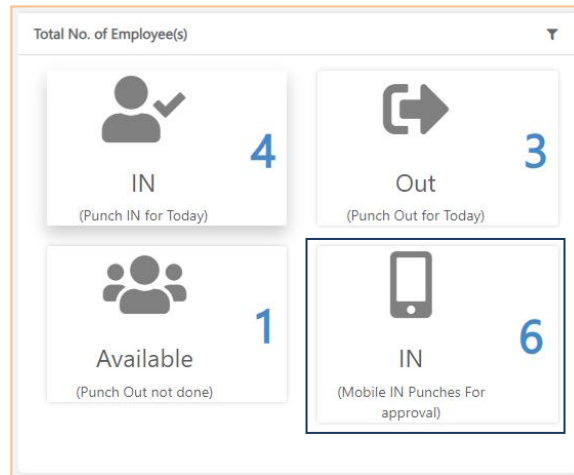 Total No. of Employee(s)
4
IN
(Punch IN for Today)
3
Out
(Punch Out for Today)
1
Available
(Punch Out not done)
6
IN
(Mobile IN Punches For
approval)